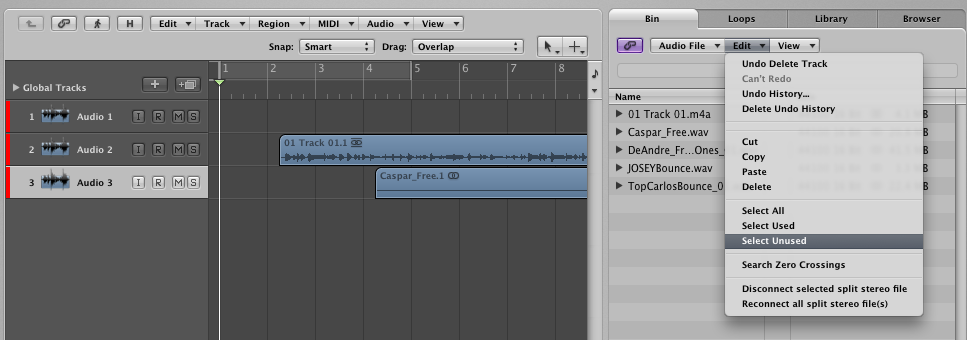 H Edit Track Region MIDI Audio View
Snap: Smart Drag: Overlap
1 2 3 4 5 6 7 8
Global Tracks
1 Audio 1 I R M S
2 Audio 2 I R M S
01 Track 01.1
3 Audio 3 I R M S
Caspar_Free.1
Bin Loops Library Browser
Audio File Edit View
Name
01 Track 01.m4a
Caspar_Free.wav
DeAndre_Fr...Ones_
JOSEYBounce.wav
TopCarlosBounce_0
Undo Delete Track
Can't Redo
Undo History...
Delete Undo History
Cut
Copy
Paste
Delete
Select All
Select Used
Select Unused
Search Zero Crossings
Disconnect selected split stereo file
Reconnect all split stereo file(s)